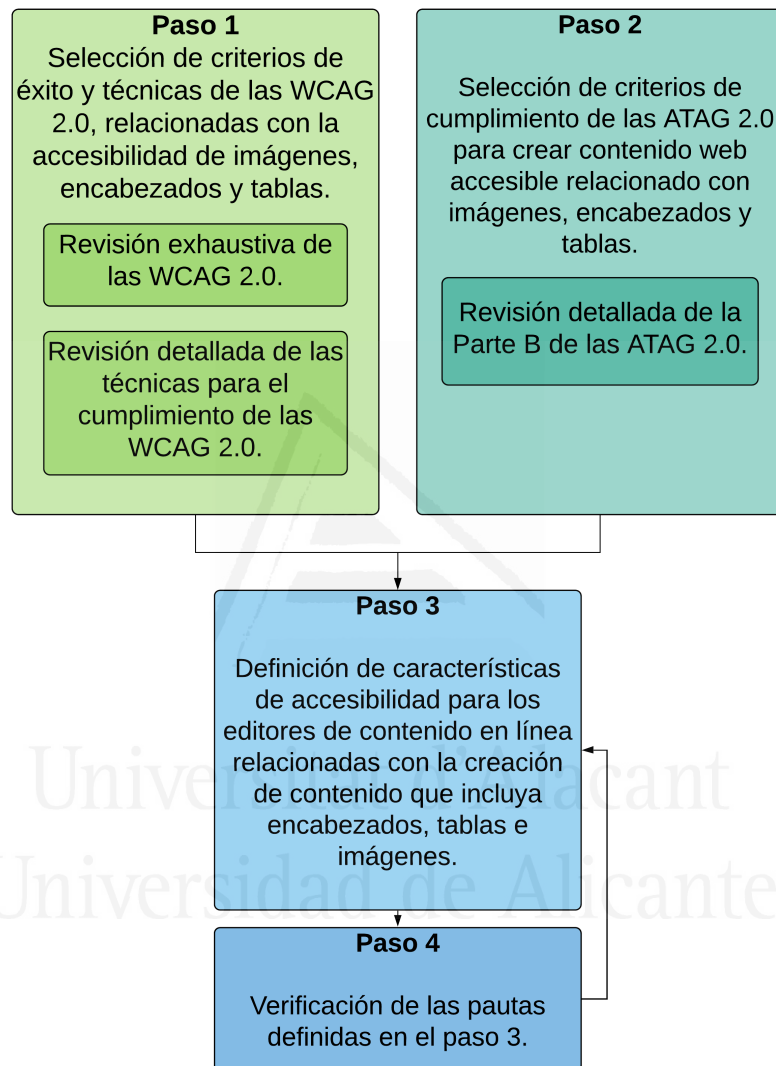 Paso 1
Selección de criterios de
éxito y técnicas de las WCAG
2.0, relacionadas con la
accesibilidad de imágenes,
encabezados y tablas.
Revisión exhaustiva de
las WCAG 2.0.
Revisión detallada de las
técnicas para el
cumplimiento de las
WCAG 2.0.
Paso 2
Selección de criterios de
cumplimiento de las ATAG 2.0
para crear contenido web
accesible relacionado con
imágenes, encabezados y
tablas.
Revisión detallada de la
Parte B de las ATAG 2.0.
Paso 3
Definición de características
de accesibilidad para los
editores de contenido en línea
relacionadas con la creación
de contenido que incluya
encabezados, tablas e
imágenes.
Paso 4
Verificación de las pautas
definidas en el paso 3.
Universitat d'Alacant
Universidad de Alicante